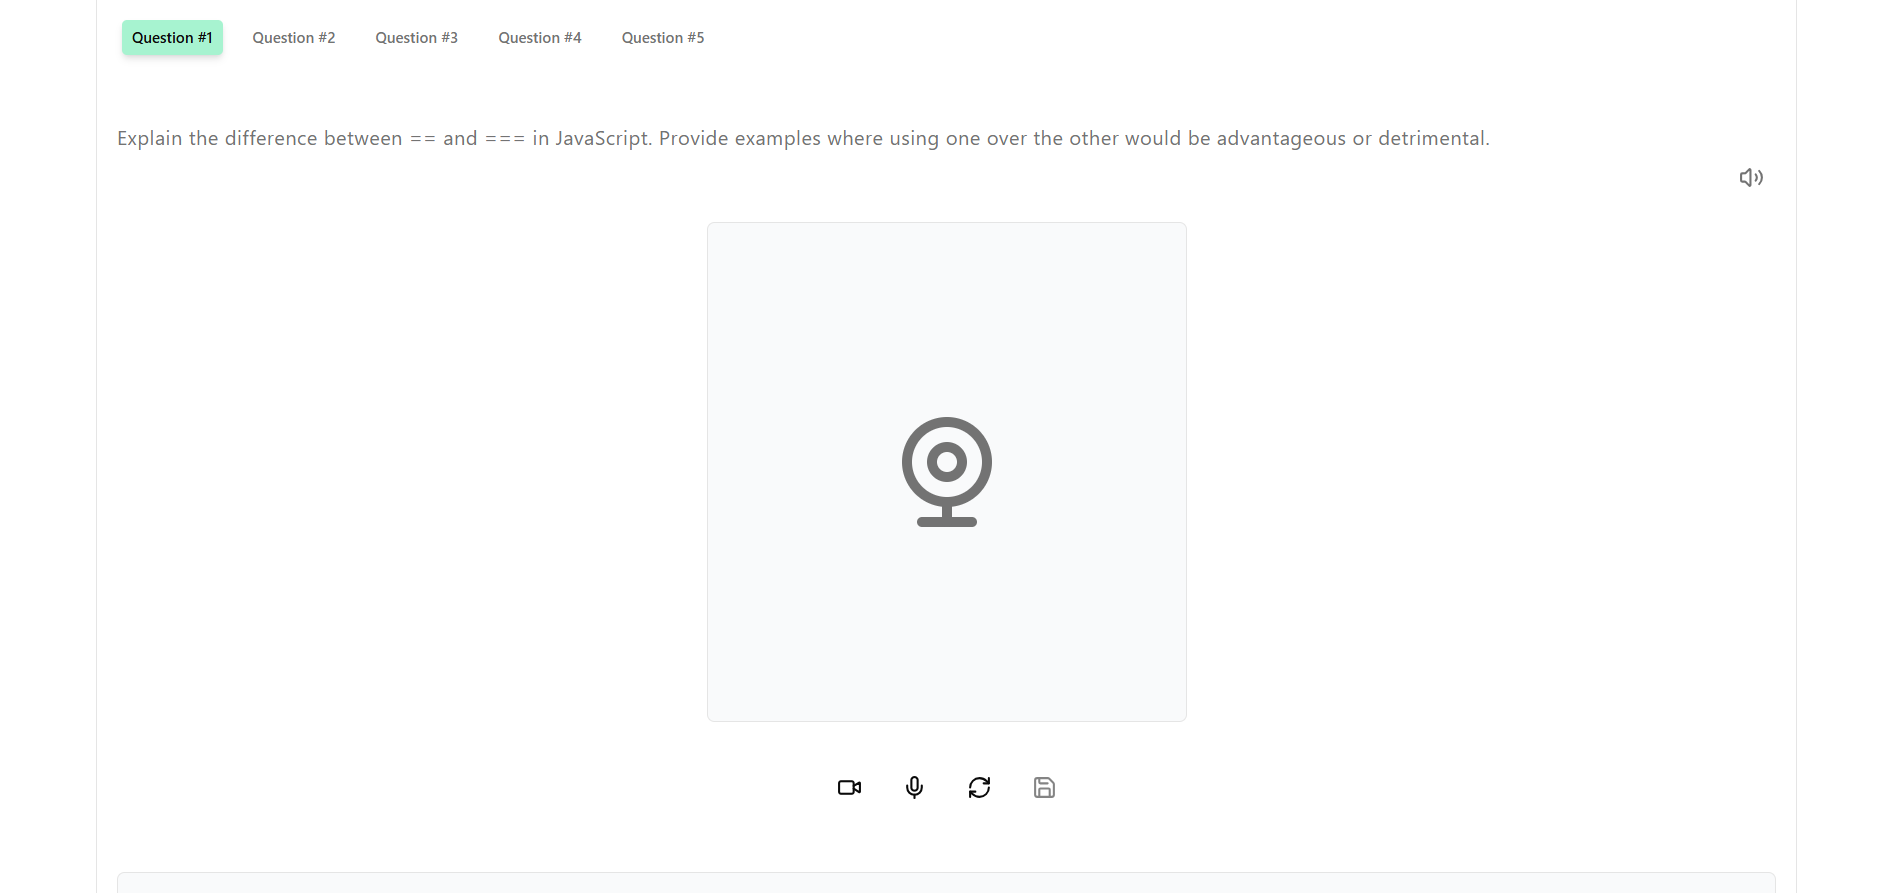 Question #1 Question #2 Question #3 Question #4 Question #5
Explain the difference between == and === in JavaScript. Provide examples where using one over the other would be advantageous or detrimental.